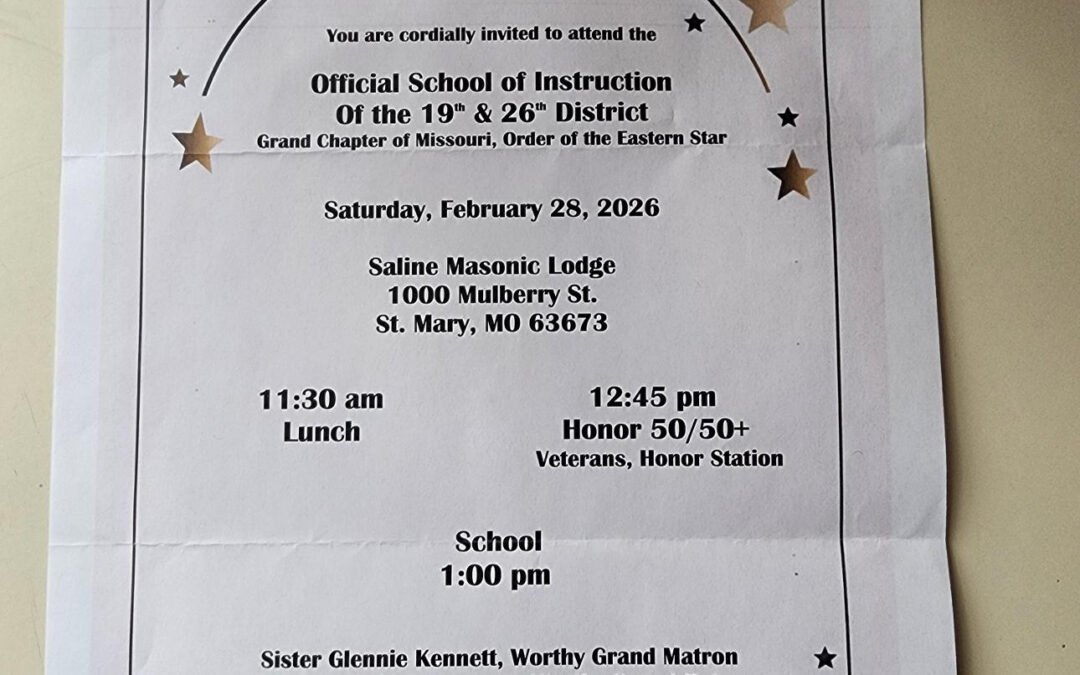 You are cordially invited to attend the
Official School of Instruction
Of the 19th & 26th District
Grand Chapter of Missouri, Order of the Eastern Star
Saturday, February 28, 2026
Saline Masonic Lodge
1000 Mulberry St.
St. Mary, MO 63673
11:30 am
Lunch
12:45 pm
Honor 50/50+
Veterans, Honor Station
School
1:00 pm
Sister Glennie Kennett, Worthy Grand Matron